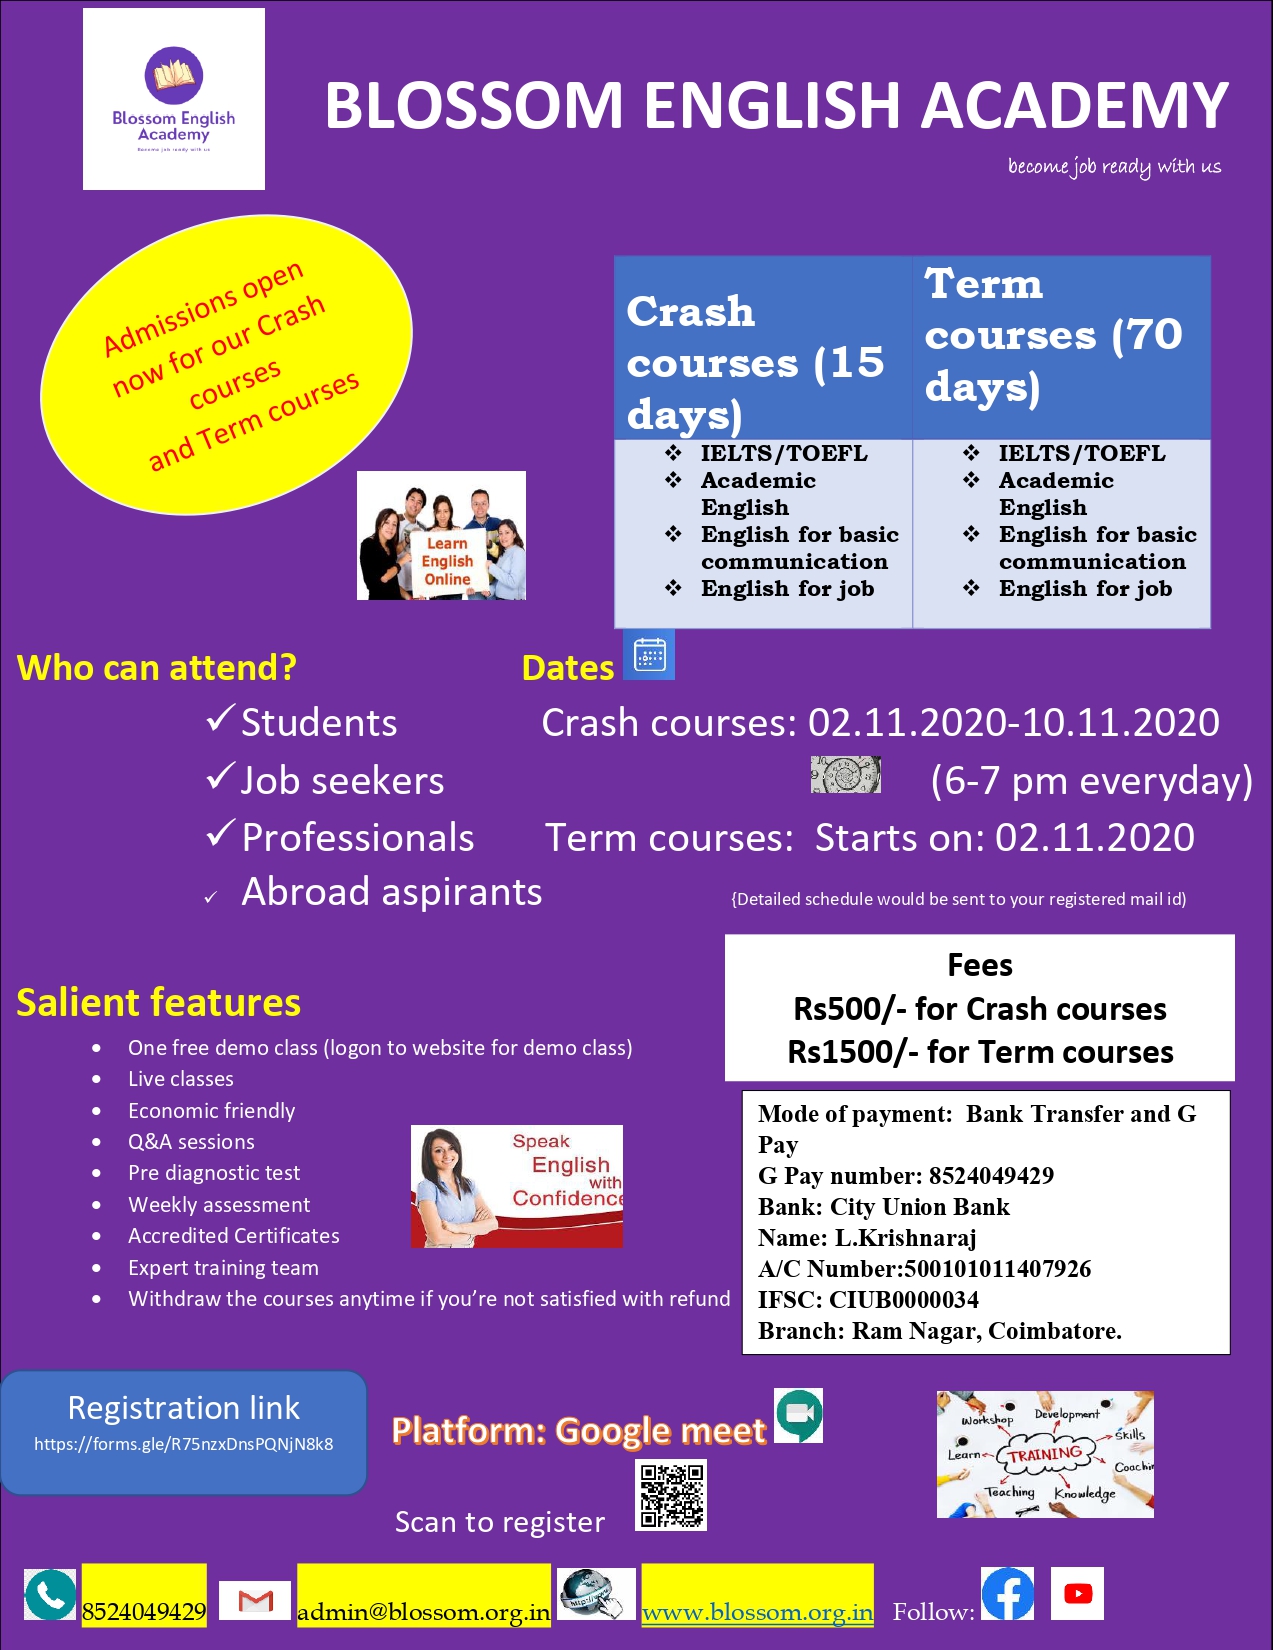 Blossom English
Academy
Become job ready with us
BLOSSOM ENGLISH ACADEMY
become job ready with us
Admissions open
now for our Crash
courses
and Term courses
Learn
English
Online
Crash
courses (15
days)
❖ IELTS/TOEFL
❖ Academic
English
❖ English for basic
communication
❖ English for job
Term
courses (70
days)
❖ IELTS/TOEFL
❖ Academic
English
❖ English for basic
communication
❖ English for job
Who can attend?
✓ Students
✓ Job seekers
✓ Professionals
✓ Abroad aspirants
Dates
Crash courses: 02.11.2020-10.11.2020
(6-7 pm everyday)
Term courses: Starts on: 02.11.2020
{Detailed schedule would be sent to your registered mail id)
Salient features
• One free demo class (logon to website for demo class)
• Live classes
• Economic friendly
• Q&A sessions
• Pre diagnostic test
• Weekly assessment
• Accredited Certificates
• Expert training team
• Withdraw the courses anytime if you're not satisfied with refund
Speak
English
with
Confidence
Fees
Rs500/- for Crash courses
Rs1500/- for Term courses
Mode of payment: Bank Transfer and G
Pay
G Pay number: 8524049429
Bank: City Union Bank
Name: L.Krishnaraj
A/C Number:500101011407926
IFSC: CIUB0000034
Branch: Ram Nagar, Coimbatore.
Registration link
https://forms.gle/R75nzxDnsPQNjN8k8
Platform: Google meet
Scan to register
Workshop
Development
Skills
Learn
TRAINING
Coachin
Teaching
Knowledge
8524049429
admin@blossom.org.in
http://www
www.blossom.org.in
Follow: